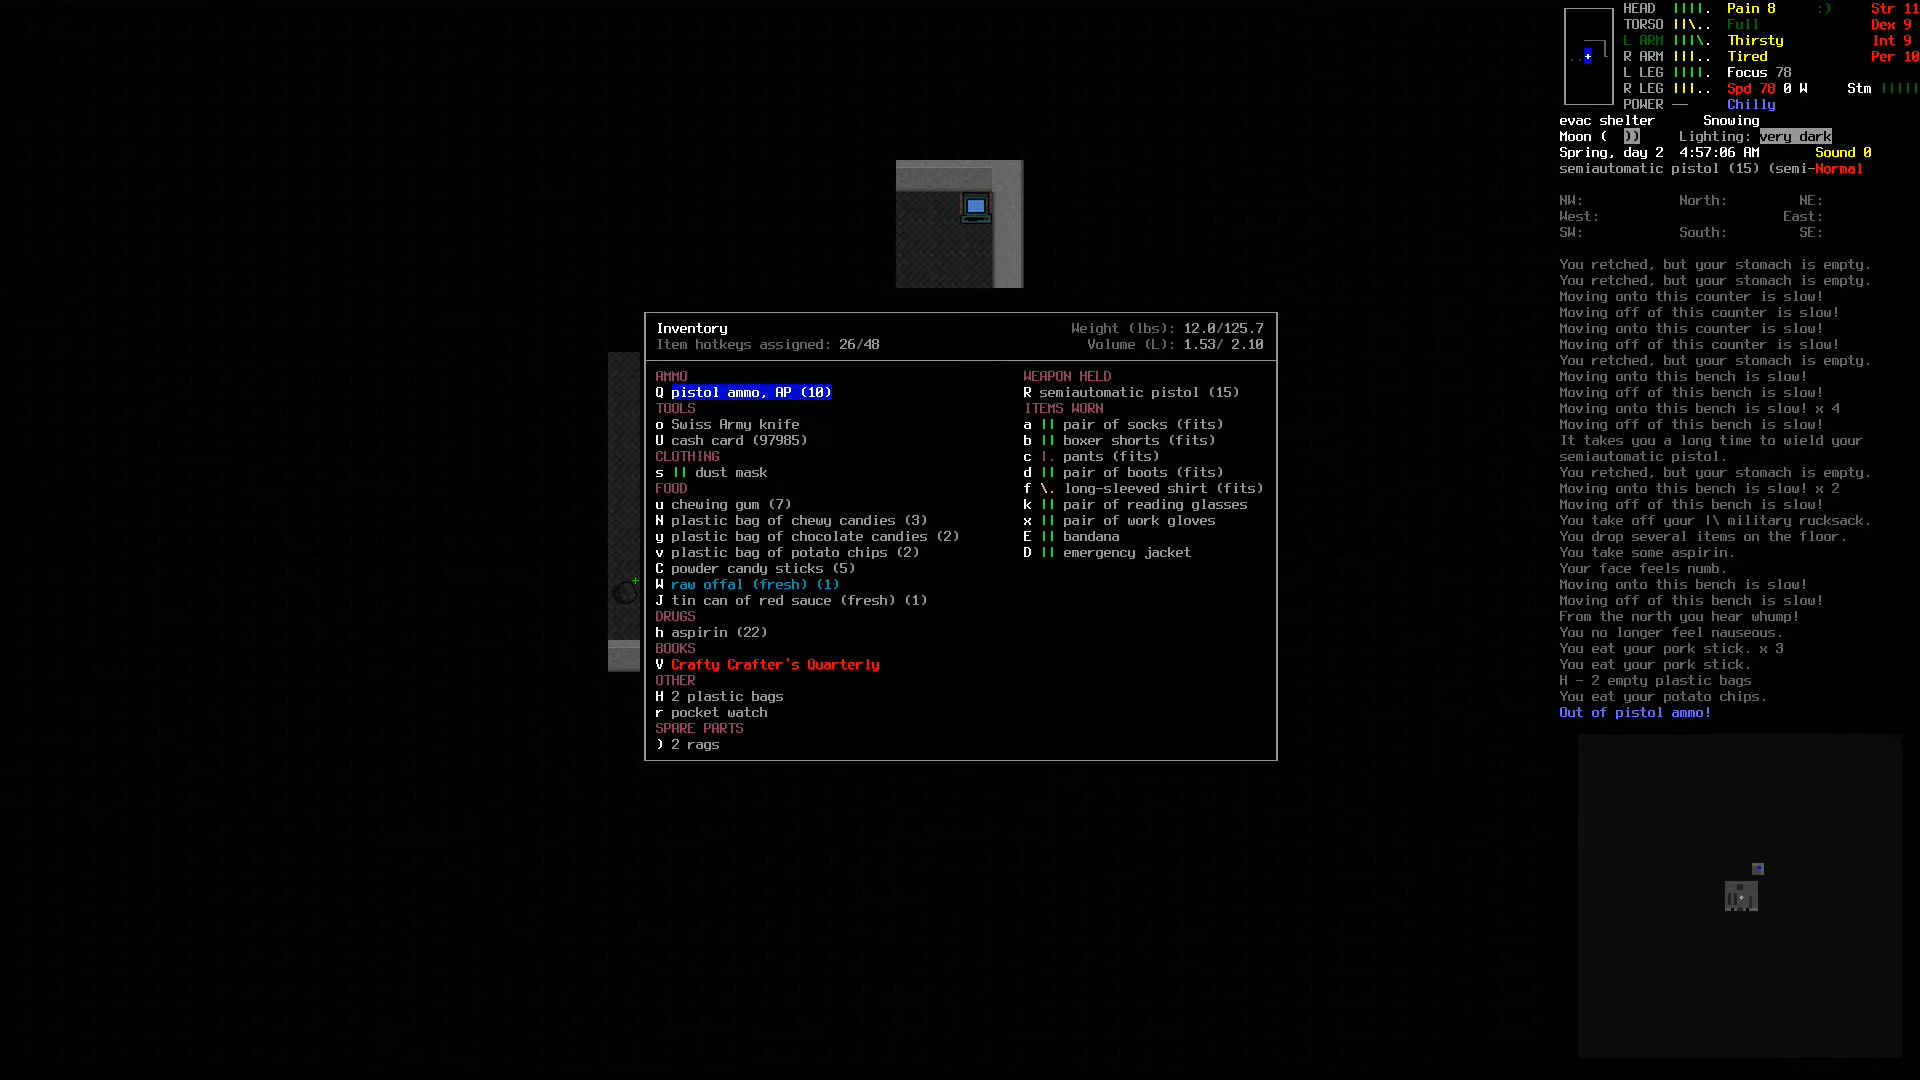 Inventory
Weight (lbs): 12.0/125.7
Item hotkeys assigned: 26/48
Volume (L): 1.53/ 2.10
AMMO
Q pistol ammo, AP (10)
TOOLS
o Swiss Army knife
U cash card (97985)
CLOTHING
s || dust mask
FOOD
u chewing gum (7)
N plastic bag of chewy candies (3)
y plastic bag of chocolate candies (2)
v plastic bag of potato chips (2)
C powder candy sticks (5)
W raw offal (fresh) (1)
J tin can of red sauce (fresh) (1)
DRUGS
h aspirin (22)
BOOKS
V Crafty Crafter's Quarterly
OTHER
H 2 plastic bags
r pocket watch
SPARE PARTS
) 2 rags
WEAPON HELD
R semiautomatic pistol (15)
ITEMS WORN
a || pair of socks (fits)
b || boxer shorts (fits)
c |. pants (fits)
d || pair of boots (fits)
f \. long-sleeved shirt (fits)
k || pair of reading glasses
x || pair of work gloves
E || bandana
D || emergency jacket
HEAD ||||. Pain 8 :) Str 11
TORSO ||\.. Full Dex 9
L ARM |||\. Thirsty Int 9
R ARM |||.. Tired Per 10
L LEG ||||. Focus 78
R LEG |||.. Spd 78 0 W Stm |||||
POWER —— Chilly
evac shelter Snowing
Moon ( )) Lighting: very dark
Spring, day 2 4:57:06 AM Sound 0
semiautomatic pistol (15) (semi-Normal
NW: North: NE:
West: East:
SW: South: SE:
You retched, but your stomach is empty.
You retched, but your stomach is empty.
Moving onto this counter is slow!
Moving off of this counter is slow!
Moving onto this counter is slow!
Moving off of this counter is slow!
You retched, but your stomach is empty.
Moving onto this bench is slow!
Moving off of this bench is slow!
Moving onto this bench is slow! x 4
Moving off of this bench is slow!
It takes you a long time to wield your
semiautomatic pistol.
You retched, but your stomach is empty.
Moving onto this bench is slow! x 2
Moving off of this bench is slow!
You take off your |\ military rucksack.
You drop several items on the floor.
You take some aspirin.
Your face feels numb.
Moving onto this bench is slow!
Moving off of this bench is slow!
From the north you hear whump!
You no longer feel nauseous.
You eat your pork stick. x 3
You eat your pork stick.
H - 2 empty plastic bags
You eat your potato chips.
Out of pistol ammo!